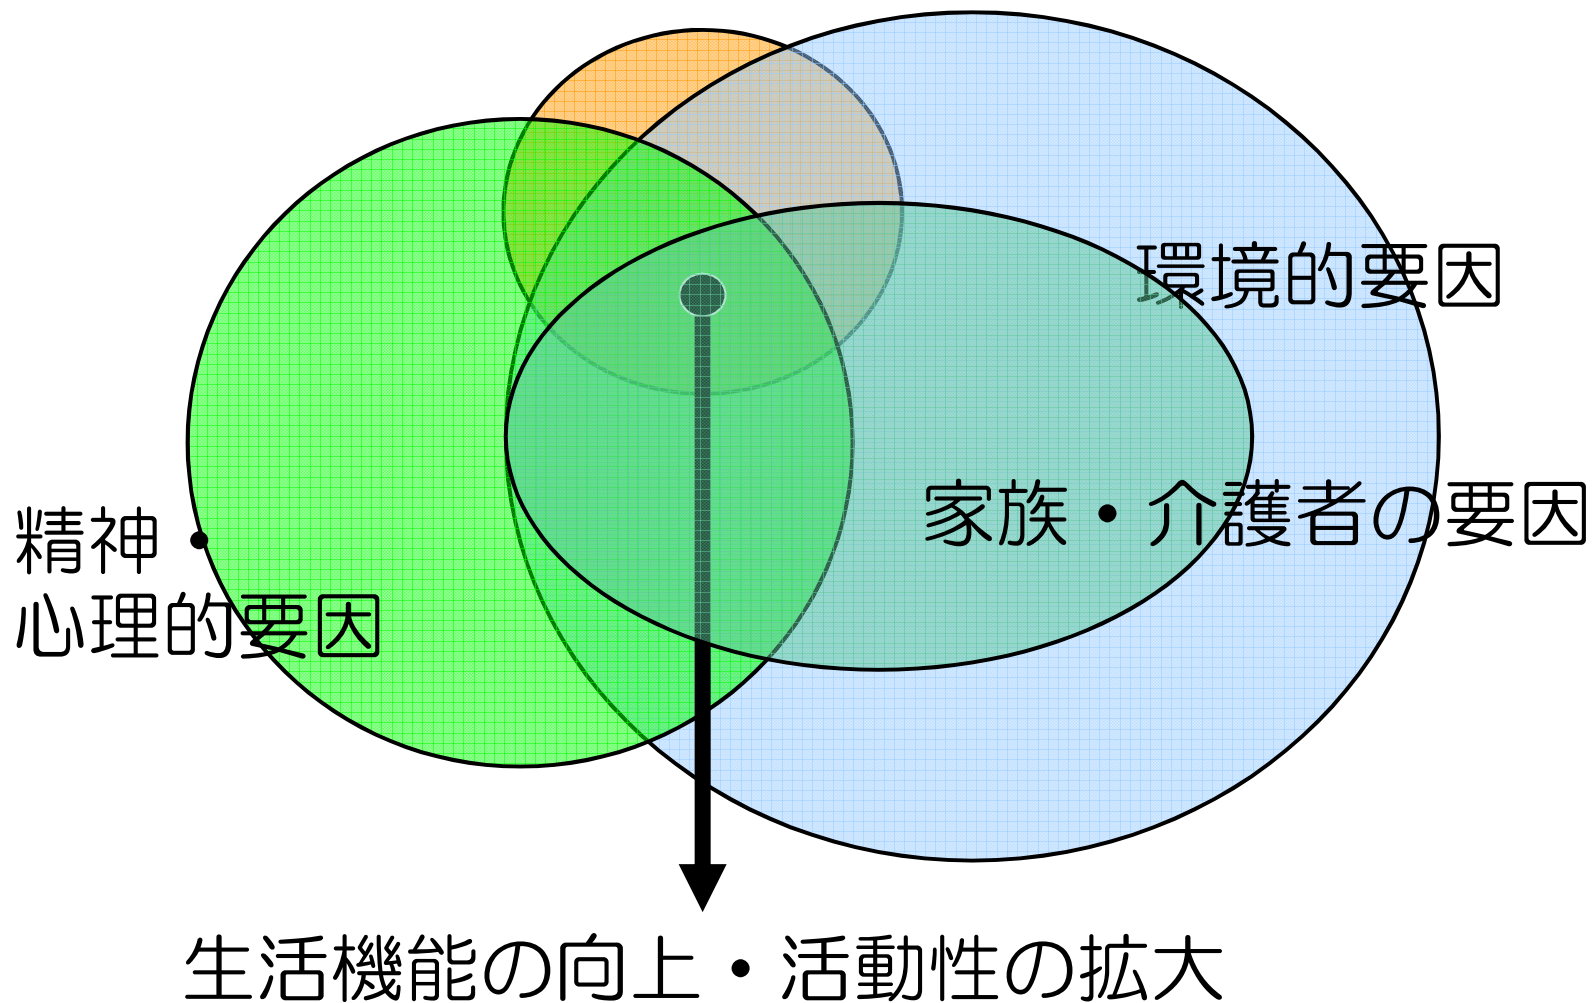 環境的要因
家族・介護者の要因
精神・
心理的要因
生活機能の向上・活動性の拡大